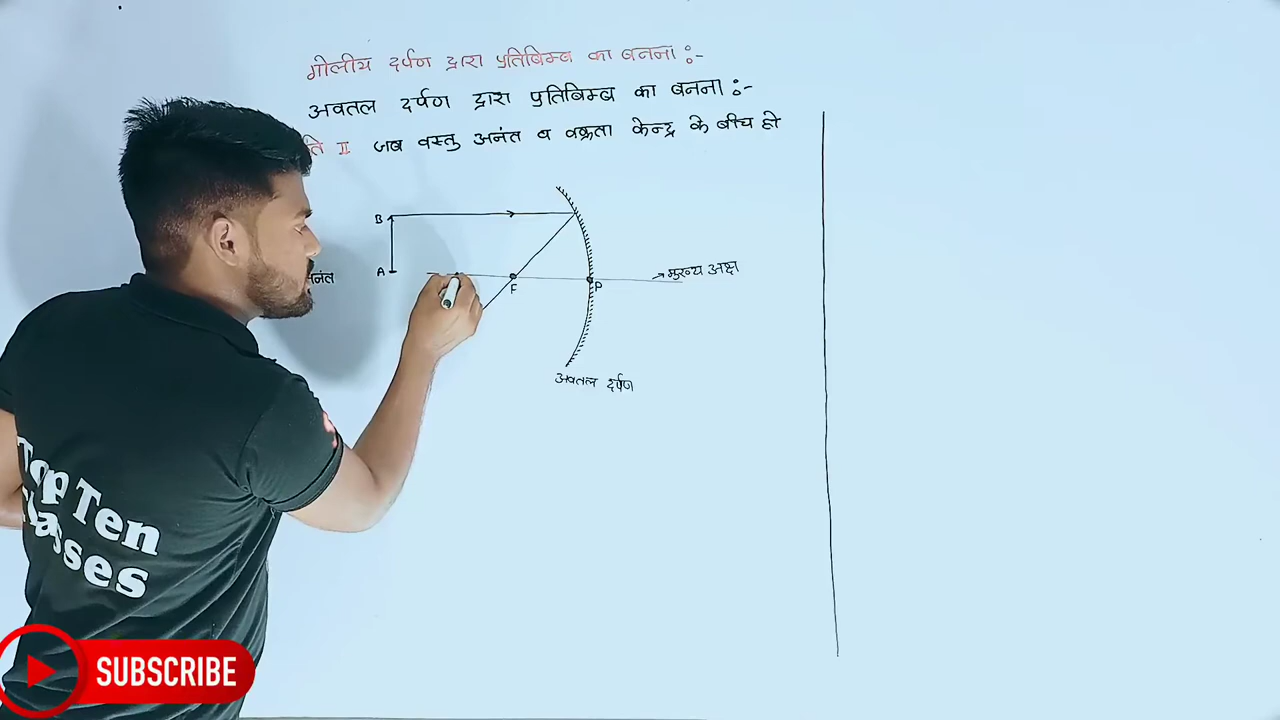 गोलीय दर्पण द्वारा प्रतिबिम्ब का बनना :-
अवतल दर्पण द्वारा प्रतिबिम्ब का बनना :-
ति II जब वस्तु अनंत व वक्रता केन्द्र के बीच हो
B
A
नंत
F
P
मुख्य अक्ष
अवतल दर्पण
Top Ten
Classes
SUBSCRIBE